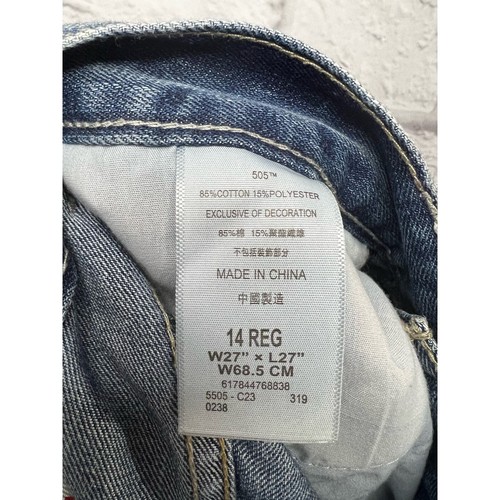 505™
85%COTTON 15%POLYESTER
EXCLUSIVE OF DECORATION
85%棉 15%聚酯纖維
不包括裝飾部分
MADE IN CHINA
中國製造
14 REG
W27” × L27”
W68.5 CM
617844768838
5505 - C23 319
0238